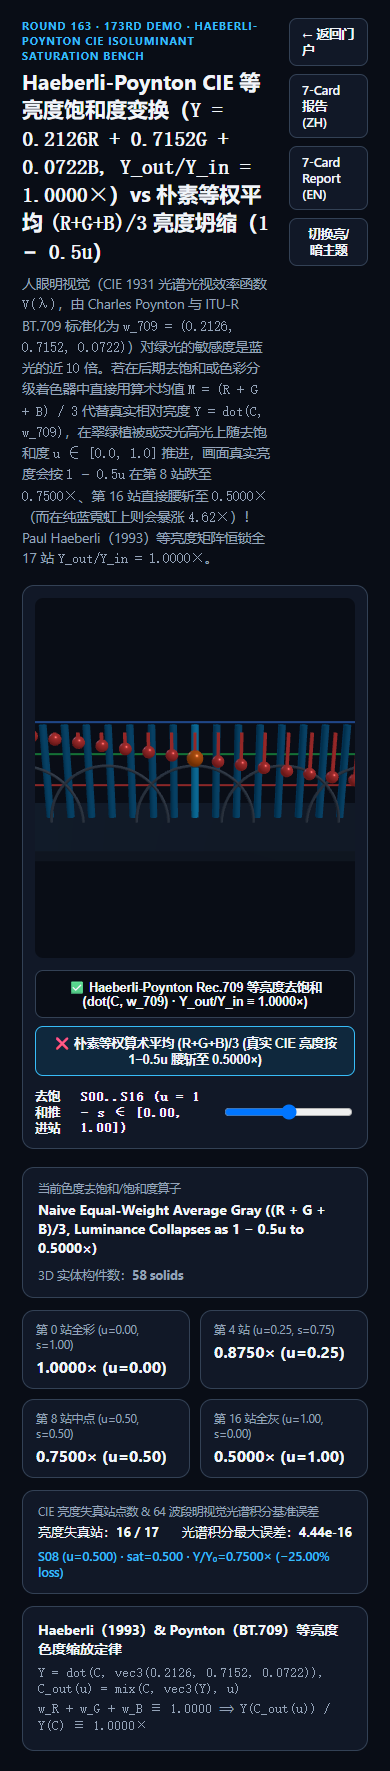 ROUND 163 · 173RD DEMO · HAEBERLI-
POYNTON CIE ISOLUMINANT
SATURATION BENCH
Haeberli-Poynton CIE 等
亮度饱和度变换（Y =
0.2126R + 0.7152G +
0.0722B, Y_out/Y_in =
1.0000×）vs 朴素等权平
均 (R+G+B)/3 亮度坍缩（1
− 0.5u）
← 返回门
户
7-Card
报告
(ZH)
7-Card
Report
(EN)
切换亮/
暗主题
人眼明视觉（CIE 1931 光谱光视效率函数
V(λ)，由 Charles Poynton 与 ITU-R
BT.709 标准化为 w_709 = (0.2126,
0.7152, 0.0722)）对绿光的敏感度是蓝
光的近 10 倍。若在后期去饱和或色彩分
级着色器中直接用算术均值 M = (R + G
+ B) / 3 代替真实相对亮度 Y = dot(C,
w_709)，在翠绿植被或荧光高光上随去饱
和度 u ∈ [0.0, 1.0] 推进，画面真实亮
度会按 1 − 0.5u 在第 8 站跌至
0.7500×、第 16 站直接腰斩至 0.5000×
（而在纯蓝霓虹上则会暴涨 4.62×）！
Paul Haeberli（1993）等亮度矩阵恒锁全
17 站 Y_out/Y_in = 1.0000×。
✅ Haeberli-Poynton Rec.709 等亮度去饱和
(dot(C, w_709) · Y_out/Y_in ≡ 1.0000×)
❌ 朴素等权算术平均 (R+G+B)/3 (真实 CIE 亮度按
1−0.5u 腰斩至 0.5000×)
去饱
和推
进站
S00..S16 (u = 1
− s ∈ [0.00,
1.00])
当前色度去饱和/饱和度算子
Naive Equal-Weight Average Gray ((R + G +
B)/3, Luminance Collapses as 1 − 0.5u to
0.5000×)
3D 实体构件数：58 solids
第 0 站全彩 (u=0.00,
s=1.00)
1.0000× (u=0.00)
第 4 站 (u=0.25, s=0.75)
0.8750× (u=0.25)
第 8 站中点 (u=0.50,
s=0.50)
0.7500× (u=0.50)
第 16 站全灰 (u=1.00,
s=0.00)
0.5000× (u=1.00)
CIE 亮度失真站点数 & 64 波段明视觉光谱积分基准误差
亮度失真站：16 / 17 光谱积分最大误差：4.44e-16
S08 (u=0.500) · sat=0.500 · Y/Y₀=0.7500× (−25.00%
loss)
Haeberli（1993）& Poynton（BT.709）等亮度
色度缩放定律
Y = dot(C, vec3(0.2126, 0.7152, 0.0722)),
C_out(u) = mix(C, vec3(Y), u)
w_R + w_G + w_B ≡ 1.0000 ⟹ Y(C_out(u)) /
Y(C) ≡ 1.0000×